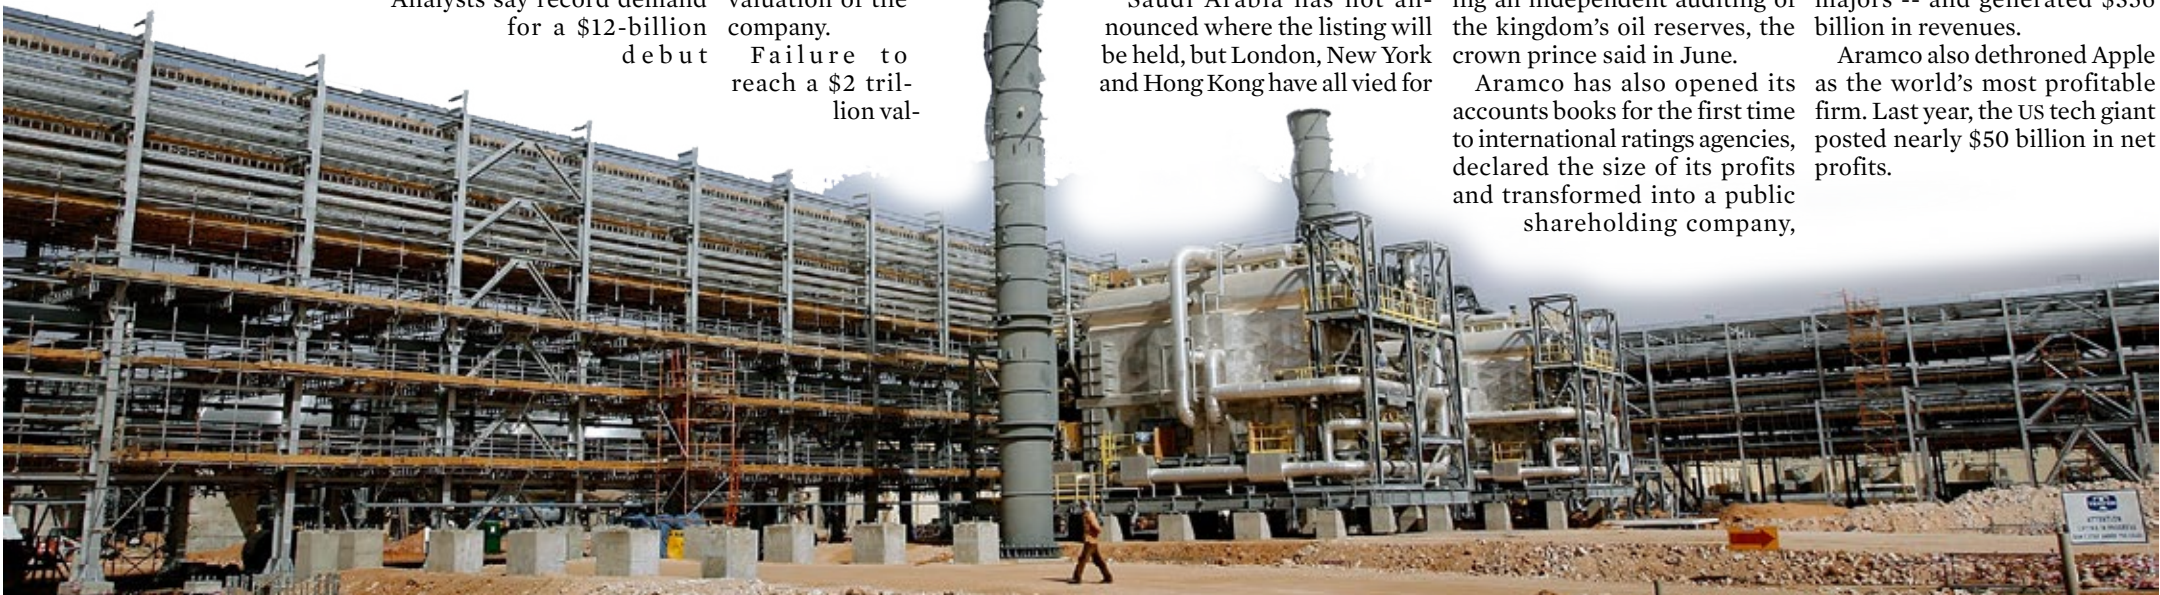 Analysts say record demand
for a $12-billion
debut
valuation of the
company.
Failure to
reach a $2 tril-
lion val-
Saudi Arabia has not an-
nounced where the listing will
be held, but London, New York
and Hong Kong have all vied for
ing an independent auditing of
the kingdom's oil reserves, the
crown prince said in June.
Aramco has also opened its
accounts books for the first time
to international ratings agencies,
declared the size of its profits
and transformed into a public
shareholding company,
majors -- and generated $356
billion in revenues.
Aramco also dethroned Apple
as the world's most profitable
firm. Last year, the US tech giant
posted nearly $50 billion in net
profits.
ATTENTION